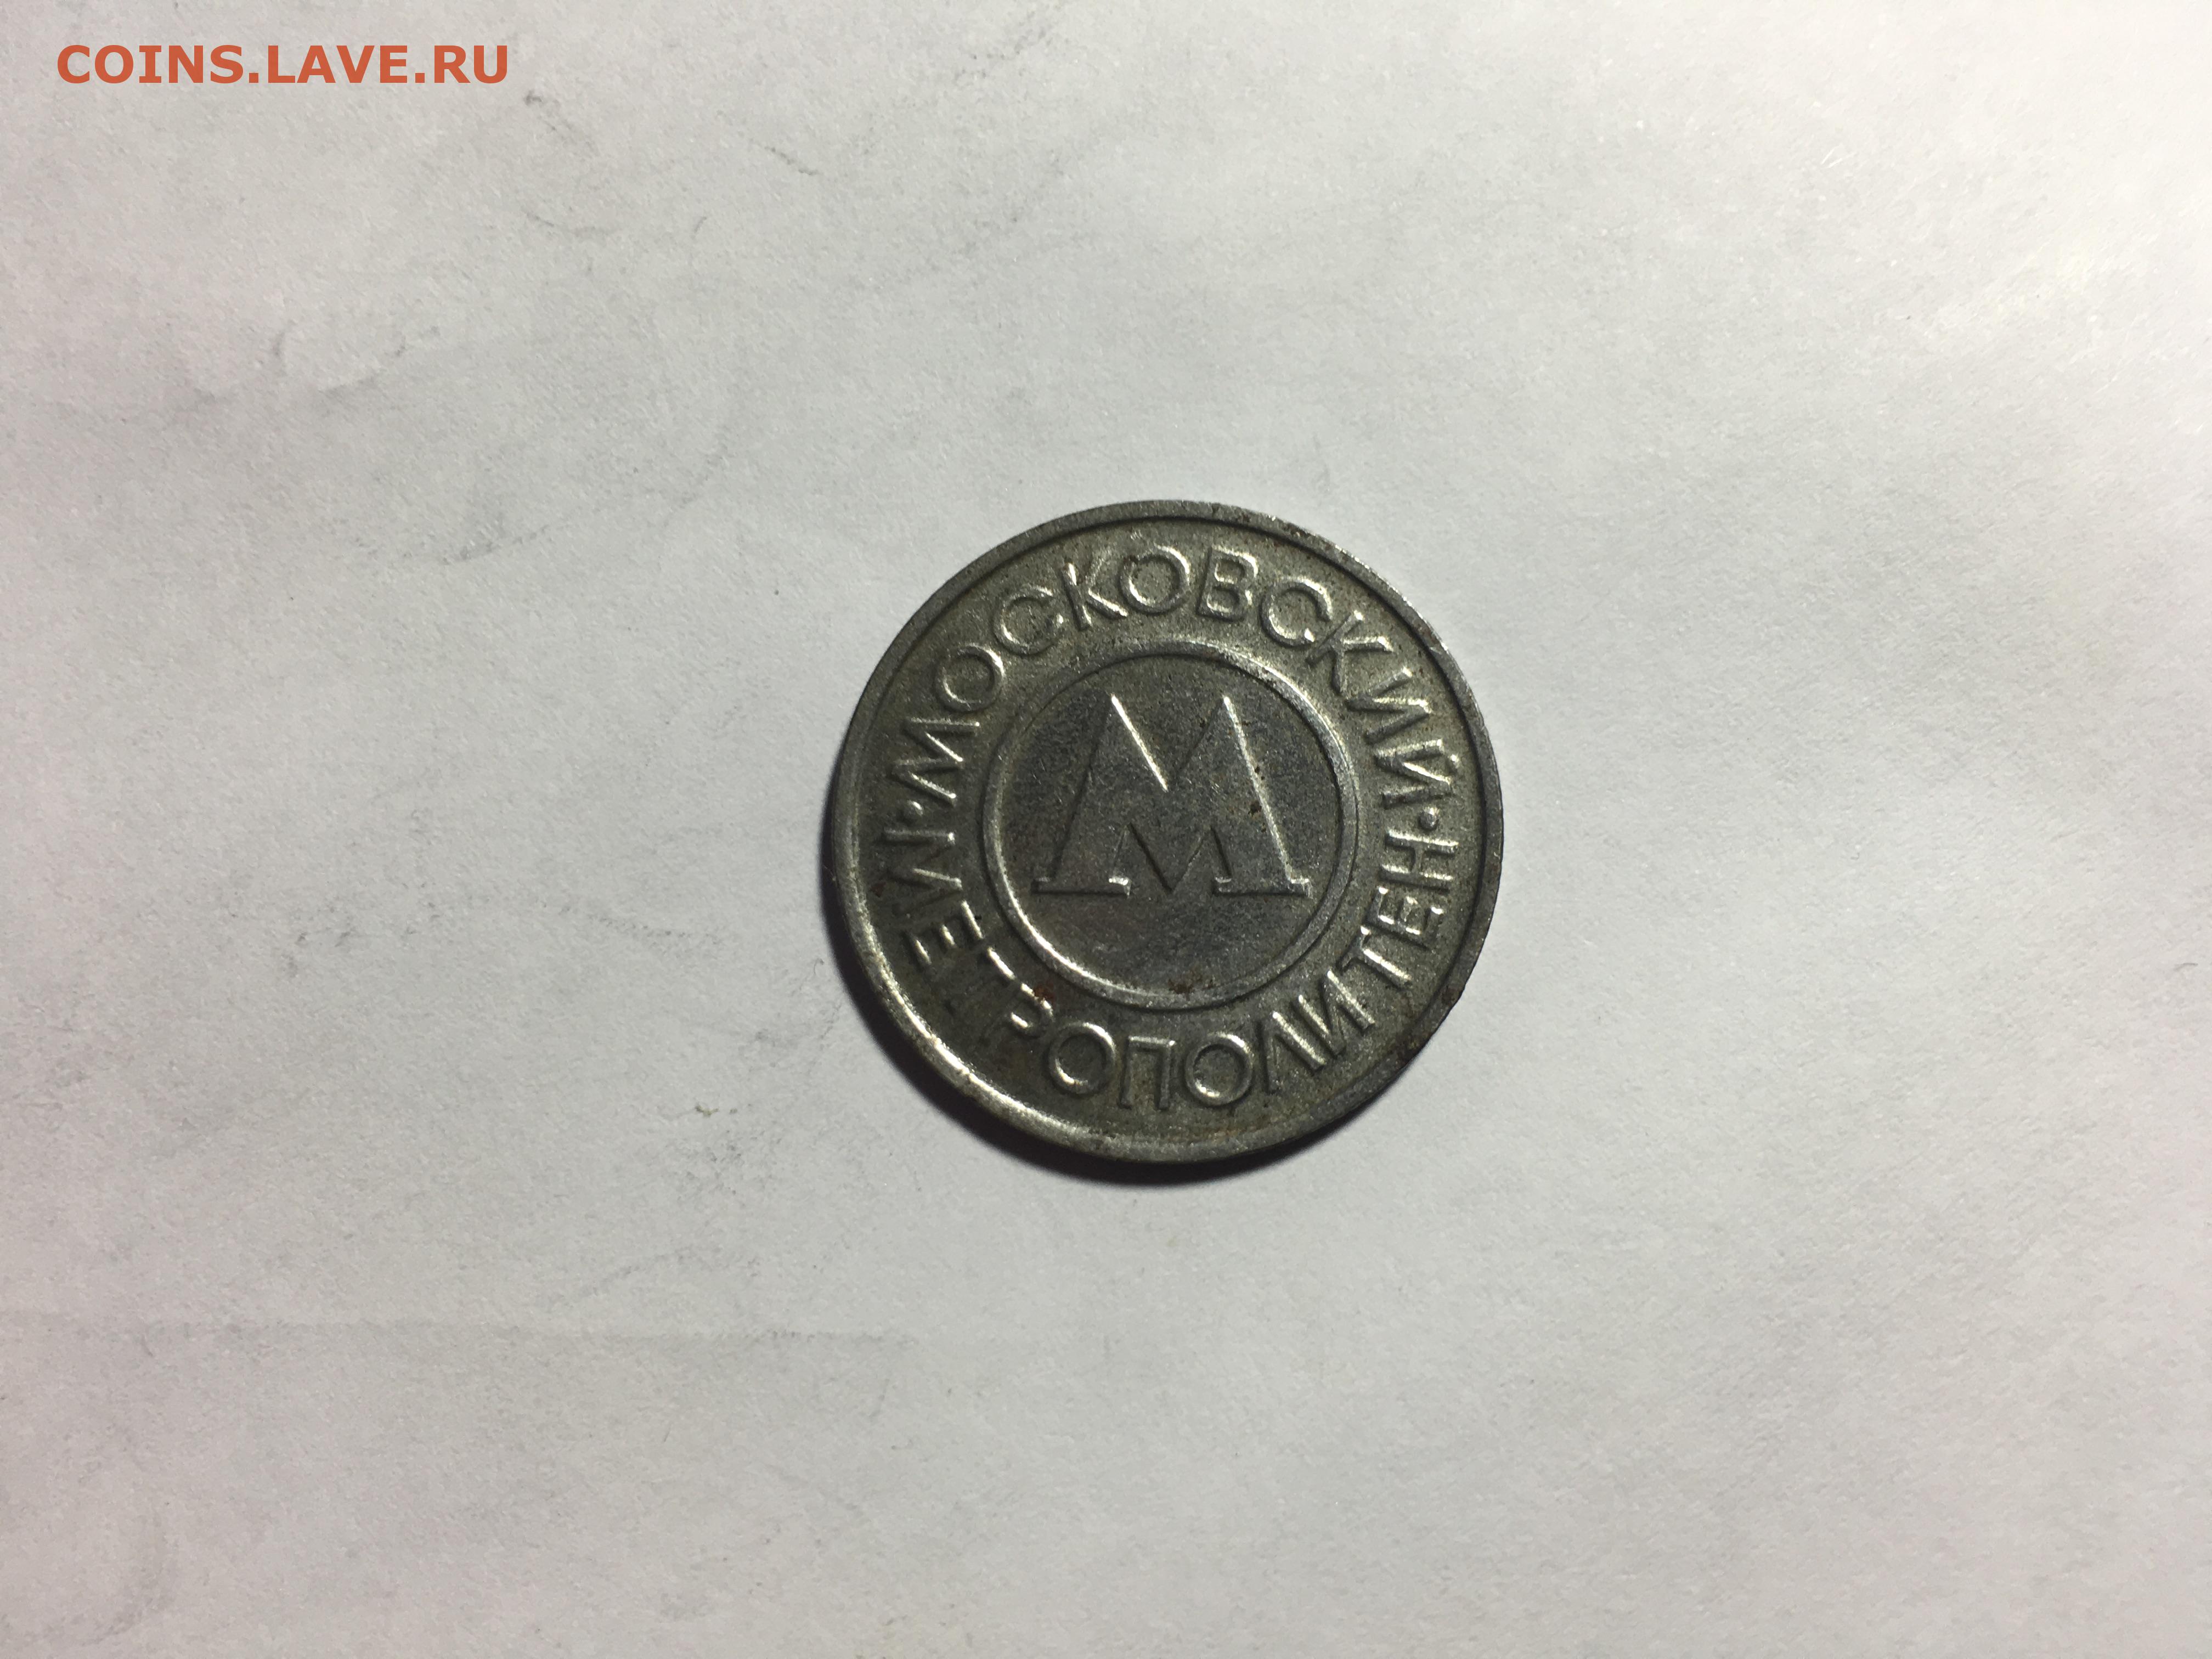 COINS.LAVE.RU
МОСКОВСКИЙ
М
МЕТРОПОЛИТЕН